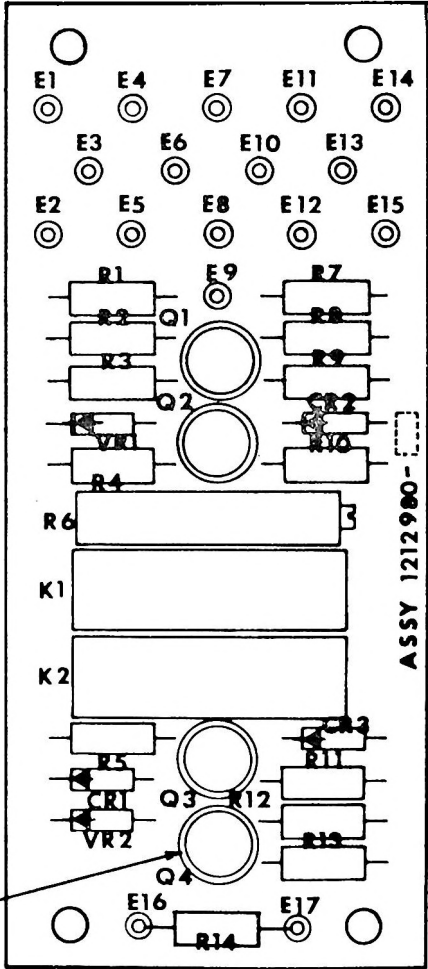 E1 E4 E7 E11 E14
E3 E6 E10 E13
E2 E5 E8 E12 E15
R1 E9 R7
R2 Q1 R8
R3 R9
Q2 CR2
VR1 R10
R4
R6
K1
K2
ASSY 1212980-
CR3
R5 R11
CR1 Q3 R12
VR2 R13
Q4
E16 E17
R14